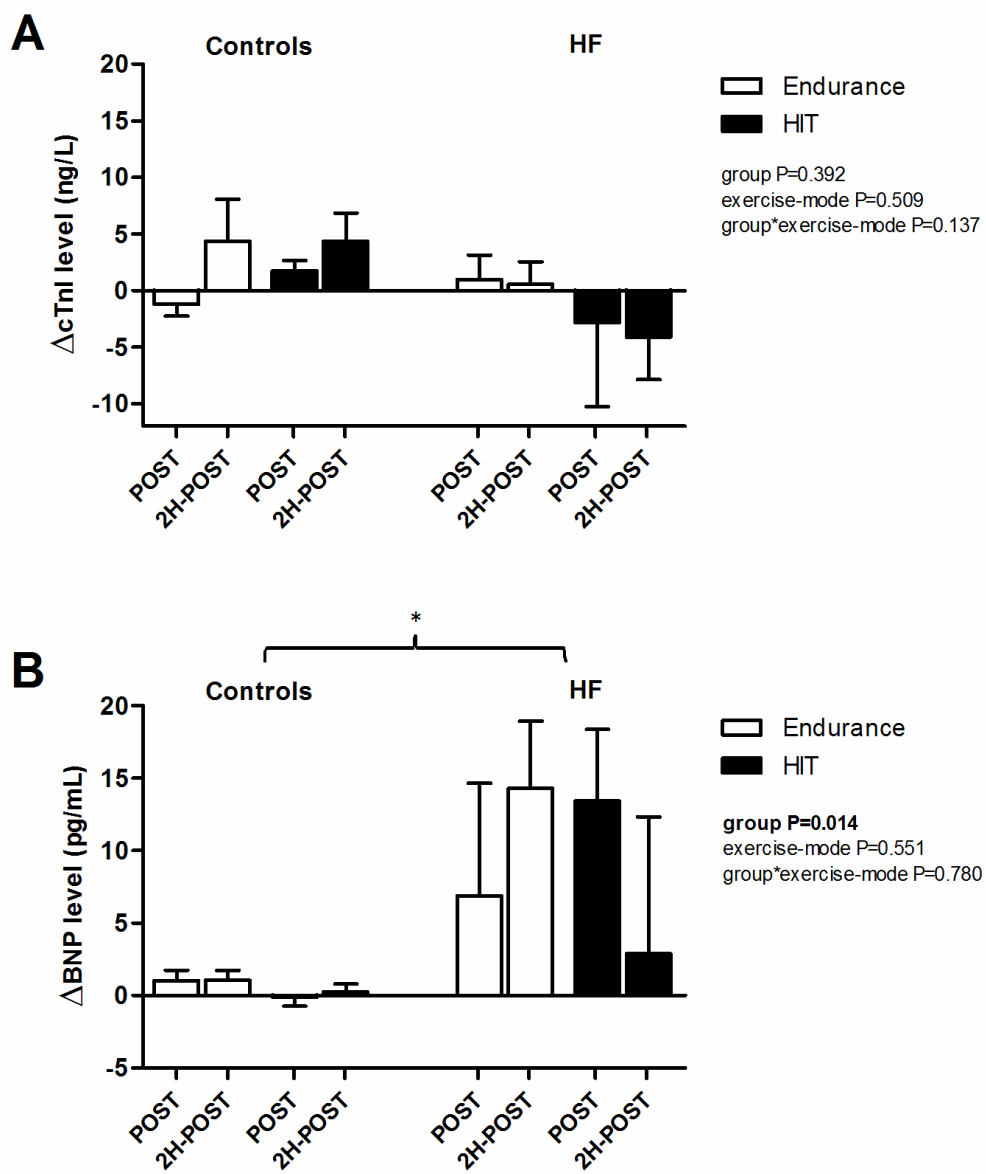 A
Controls
HF
20
15
10
5
0
-5
-10
ΔcTnI level (ng/L)
Endurance
HIT
group P=0.392
exercise-mode P=0.509
group*exercise-mode P=0.137
POST
2H-POST
POST
2H-POST
POST
2H-POST
POST
2H-POST
*
B
Controls
HF
20
15
10
5
0
-5
ΔBNP level (pg/mL)
Endurance
HIT
group P=0.014
exercise-mode P=0.551
group*exercise-mode P=0.780
POST
2H-POST
POST
2H-POST
POST
2H-POST
POST
2H-POST